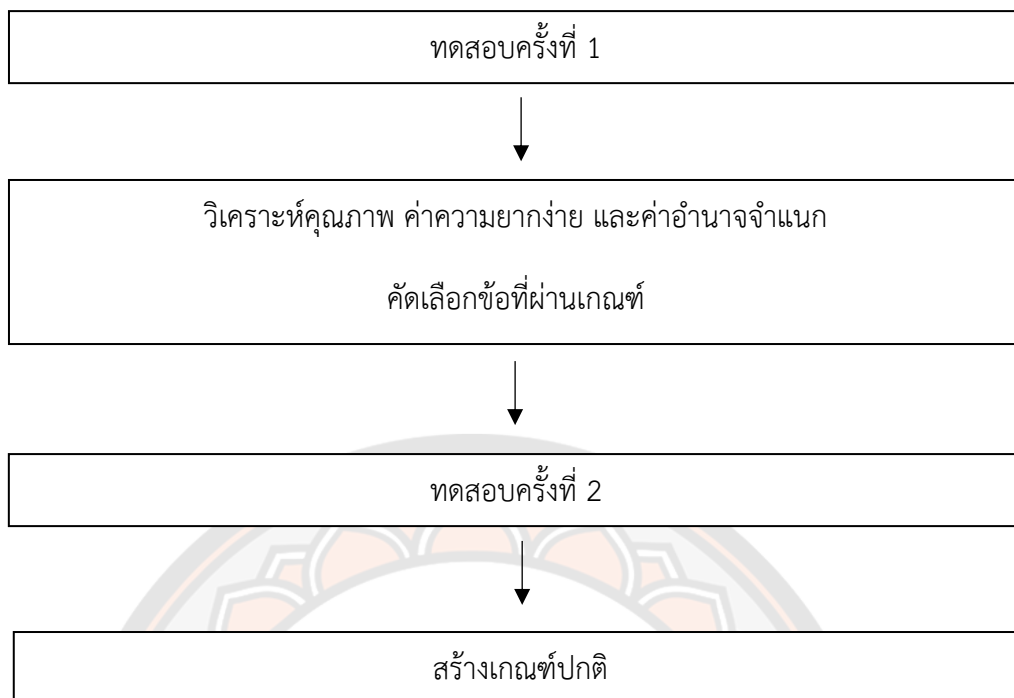 ทดสอบครั้งที่ 1
วิเคราะห์คุณภาพ ค่าความยากง่าย และค่าอำนาจจำแนก
คัดเลือกข้อที่ผ่านเกณฑ์
ทดสอบครั้งที่ 2
สร้างเกณฑ์ปกติ